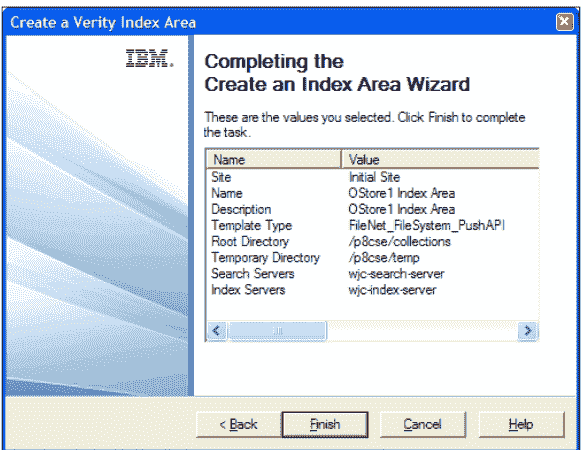 Create a Verity Index Area
IBM.
Completing the
Create an Index Area Wizard
These are the values you selected. Click Finish to complete
the task.
Name Value
Site Initial Site
Name OStore1 Index Area
Description OStore1 Index Area
Template Type FileNet_FileSystem_PushAPI
Root Directory /p8cse/collections
Temporary Directory /p8cse/temp
Search Servers wjc-search-server
Index Servers wjc-index-server
< Back Finish Cancel Help